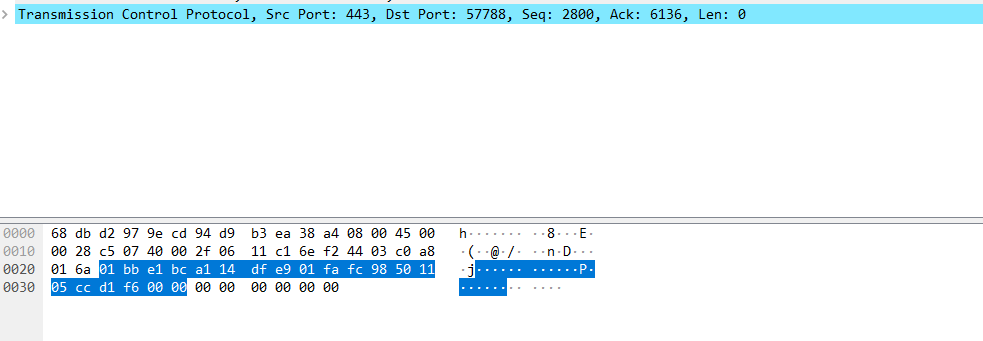 Transmission Control Protocol, Src Port: 443, Dst Port: 57788, Seq: 2800, Ack: 6136, Len: 0
0000 68 db d2 97 9e cd 94 d9 b3 ea 38 a4 08 00 45 00 h······· ··8···E·
0010 00 28 c5 07 40 00 2f 06 11 c1 6e f2 44 03 c0 a8 ·(··@·/· ··n·D···
0020 01 6a 01 bb e1 bc a1 14 df e9 01 fa fc 98 50 11 ·j······ ······P·
0030 05 cc d1 f6 00 00 00 00 00 00 00 00 ········ ····